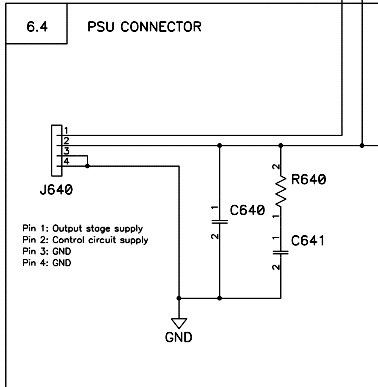 6.4 PSU CONNECTOR
1
2
3
4
J640
2
R640
1
1
C640
2
1
C641
2
Pin 1: Output stage supply
Pin 2: Control circuit supply
Pin 3: GND
Pin 4: GND
GND